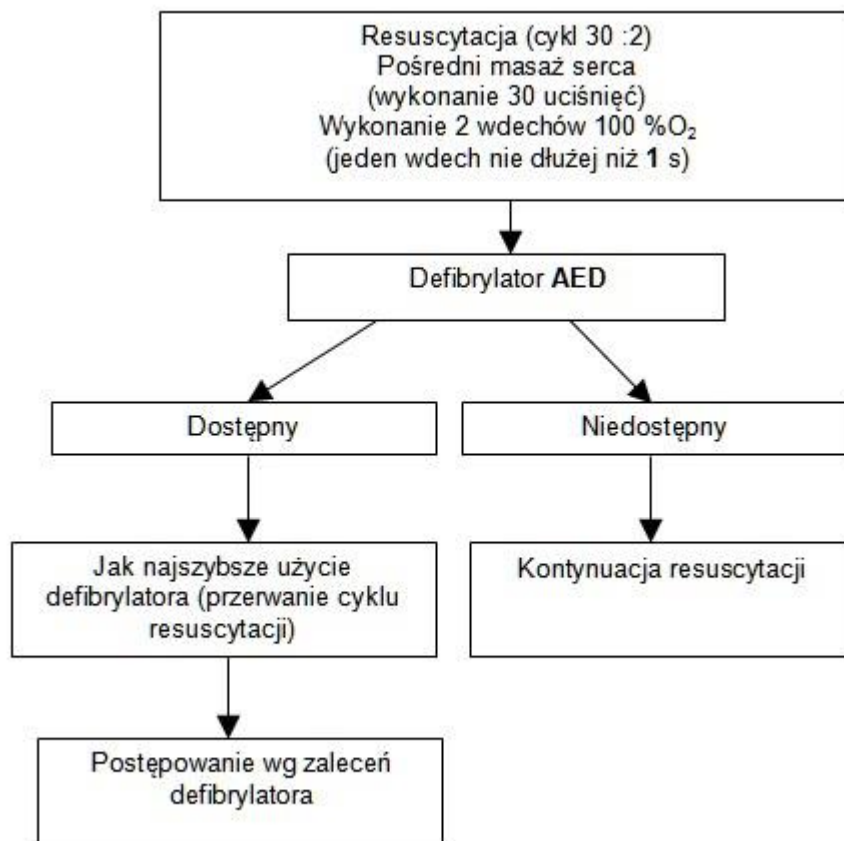 Resuscytacja (cykl 30 :2)
Pośredni masaż serca
(wykonanie 30 uciśnięć)
Wykonanie 2 wdechów 100 %O₂
(jeden wdech nie dłużej niż 1 s)
Defibrylator AED
Dostępny
Niedostępny
Jak najszybsze użycie
defibrylatora (przerwanie cyklu
resuscytacji)
Kontynuacja resuscytacji
Postępowanie wg zaleceń
defibrylatora